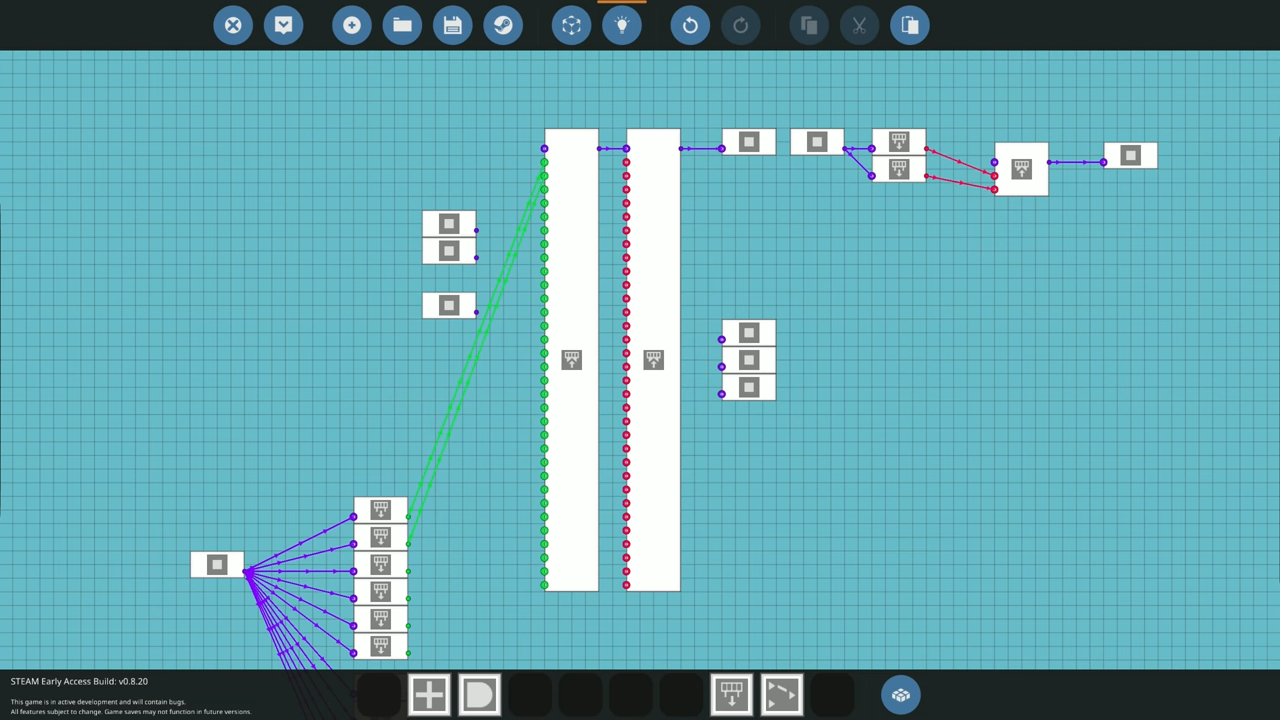 STEAM Early Access Build: v0.8.20
This game is in active development and will contain bugs.
All features subject to change. Game saves may not function in future versions.